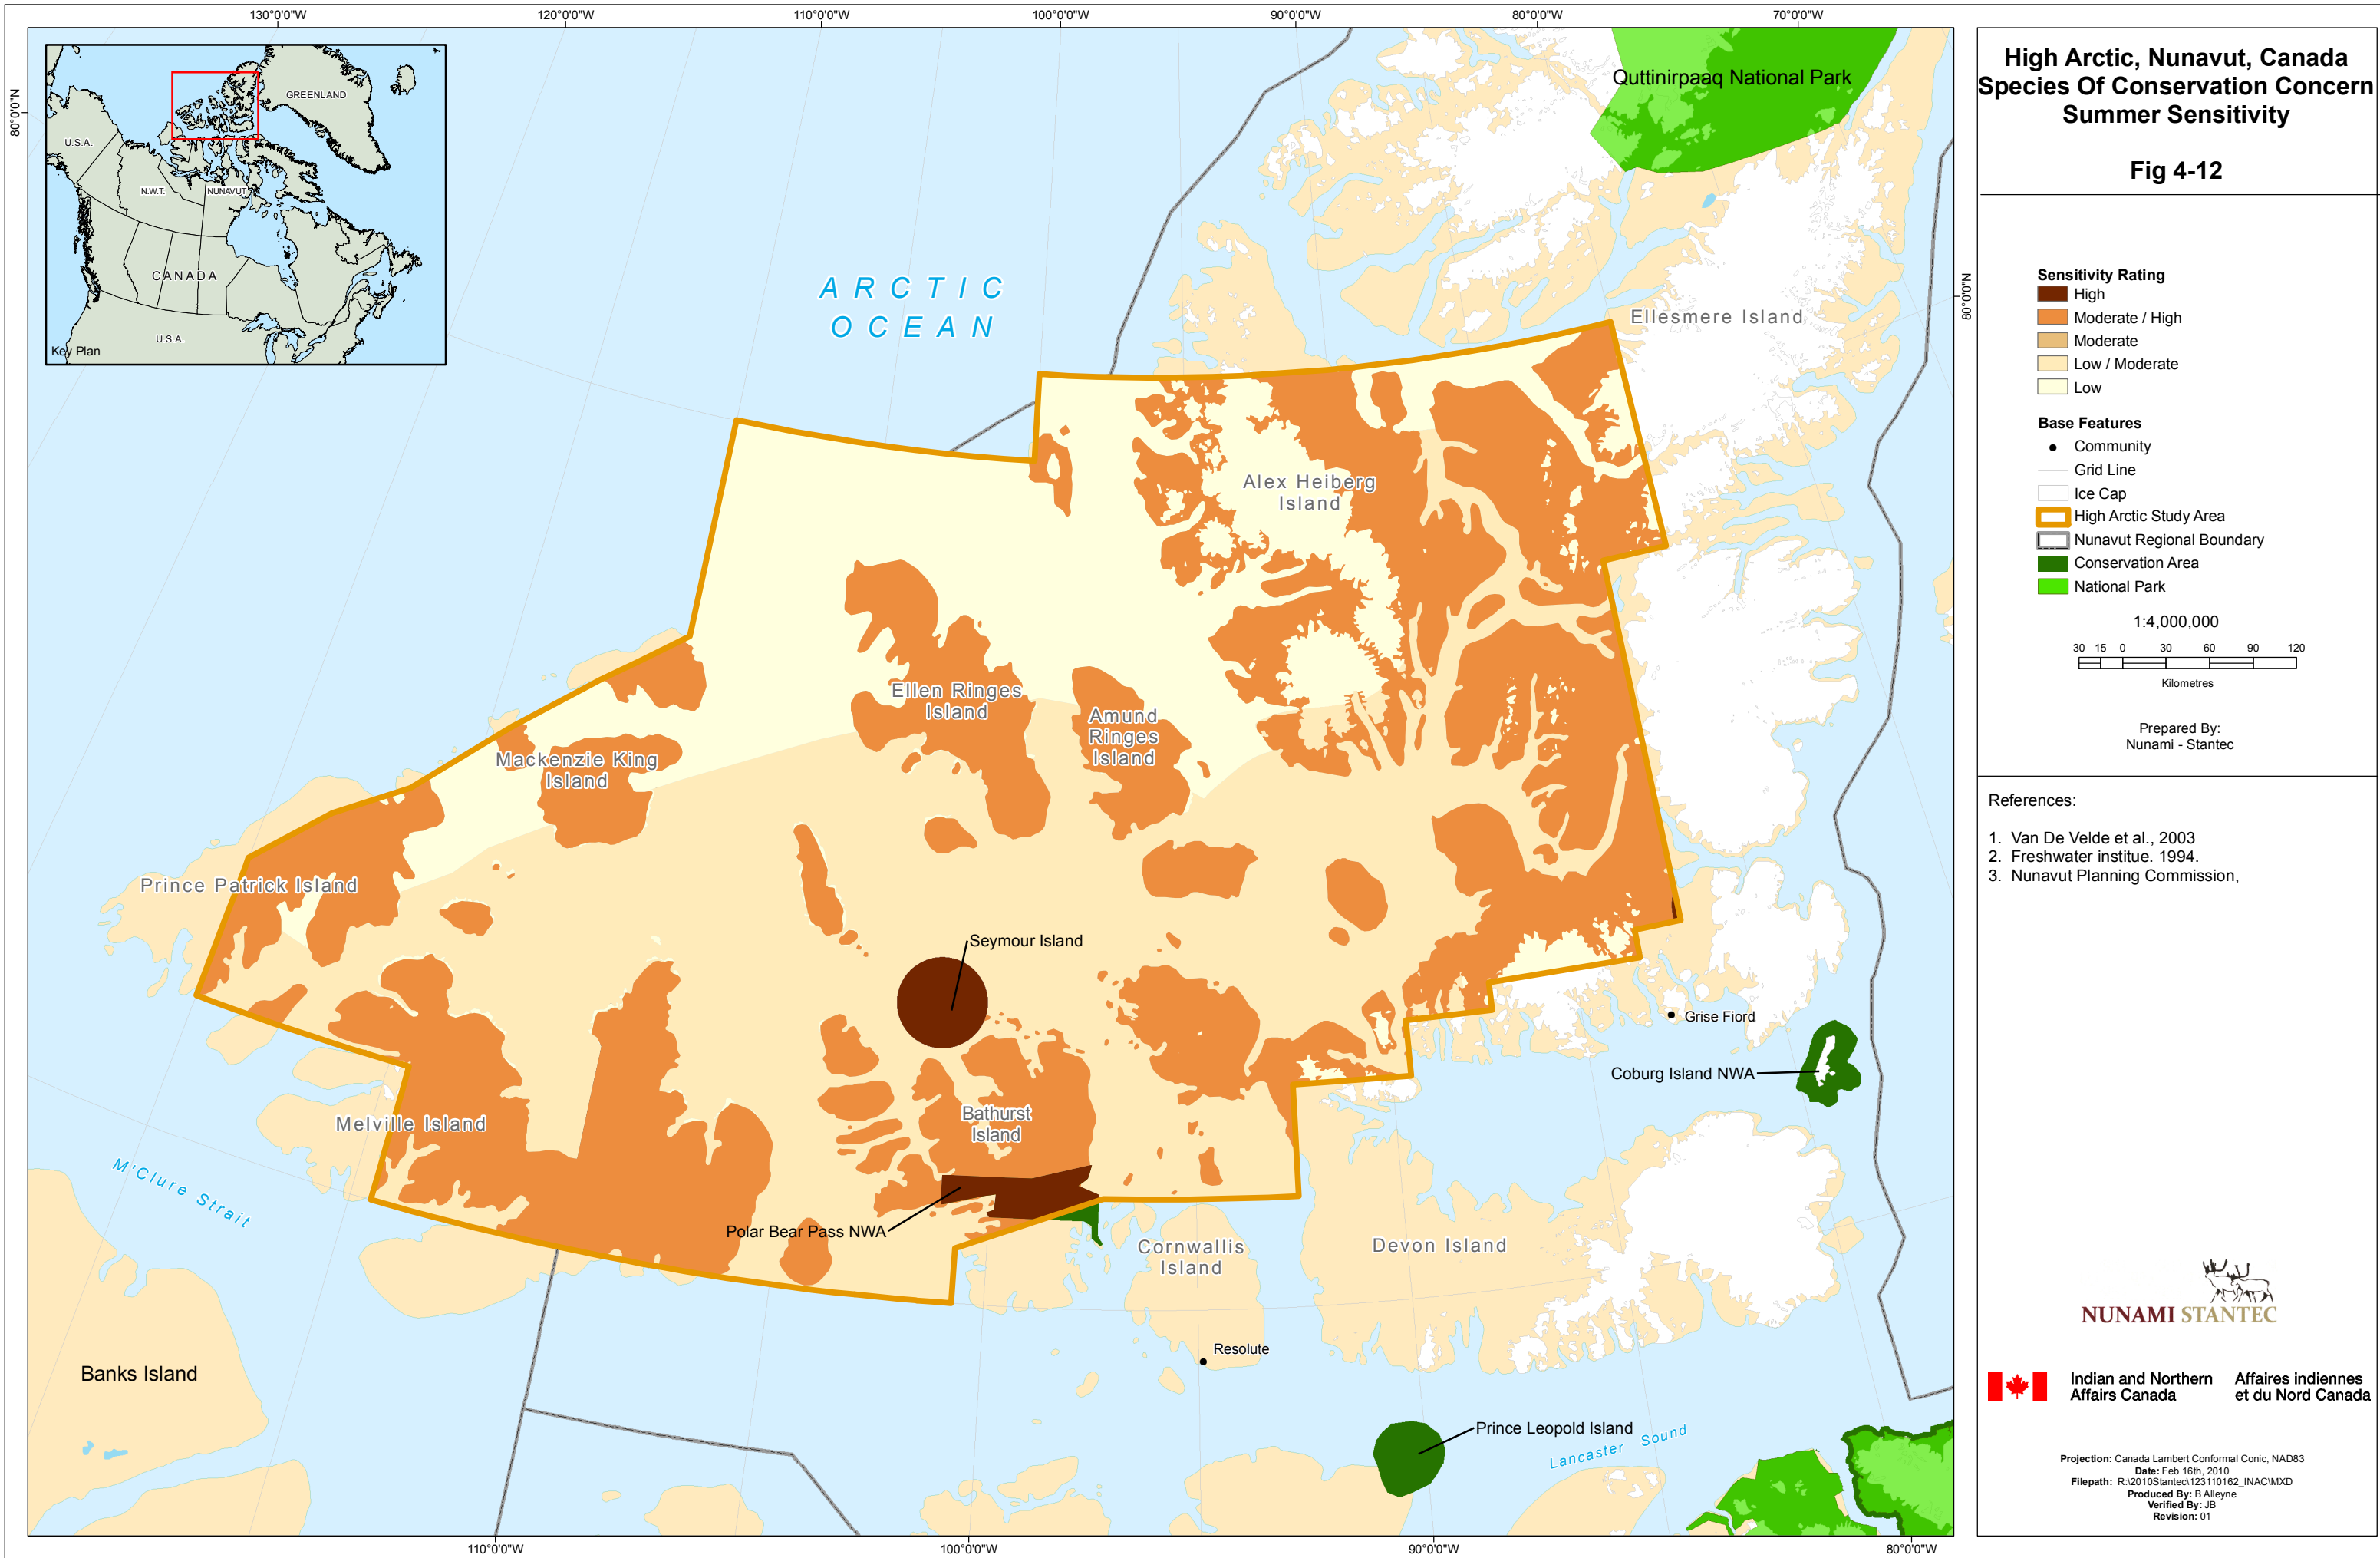 130°0'0"W
120°0'0"W
110°0'0"W
100°0'0"W
90°0'0"W
80°0'0"W
70°0'0"W
80°0'0"N
80°0'0"N
GREENLAND
U.S.A.
N.W.T.
NUNAVUT
CANADA
U.S.A.
Key Plan
ARCTIC
OCEAN
Quttinirpaaq National Park
Ellesmere Island
Alex Heiberg
Island
Ellen Ringes
Island
Amund
Ringes
Island
Mackenzie King
Island
Prince Patrick Island
Seymour Island
Grise Fiord
Coburg Island NWA
Bathurst
Island
Melville Island
M'Clure Strait
Polar Bear Pass NWA
Cornwallis
Island
Devon Island
Resolute
Banks Island
Prince Leopold Island
Lancaster Sound
110°0'0"W
100°0'0"W
90°0'0"W
80°0'0"W
High Arctic, Nunavut, Canada
Species Of Conservation Concern
Summer Sensitivity
Fig 4-12
Sensitivity Rating
High
Moderate / High
Moderate
Low / Moderate
Low
Base Features
Community
Grid Line
Ice Cap
High Arctic Study Area
Nunavut Regional Boundary
Conservation Area
National Park
1:4,000,000
30 15 0 30 60 90 120
Kilometres
Prepared By:
Nunami - Stantec
References:
1. Van De Velde et al., 2003
2. Freshwater institue. 1994.
3. Nunavut Planning Commission,
NUNAMI STANTEC
Indian and Northern
Affairs Canada
Affaires indiennes
et du Nord Canada
Projection: Canada Lambert Conformal Conic, NAD83
Date: Feb 16th, 2010
Filepath: R:\2010Stantec\123110162_INAC\MXD
Produced By: B Alleyne
Verified By: JB
Revision: 01